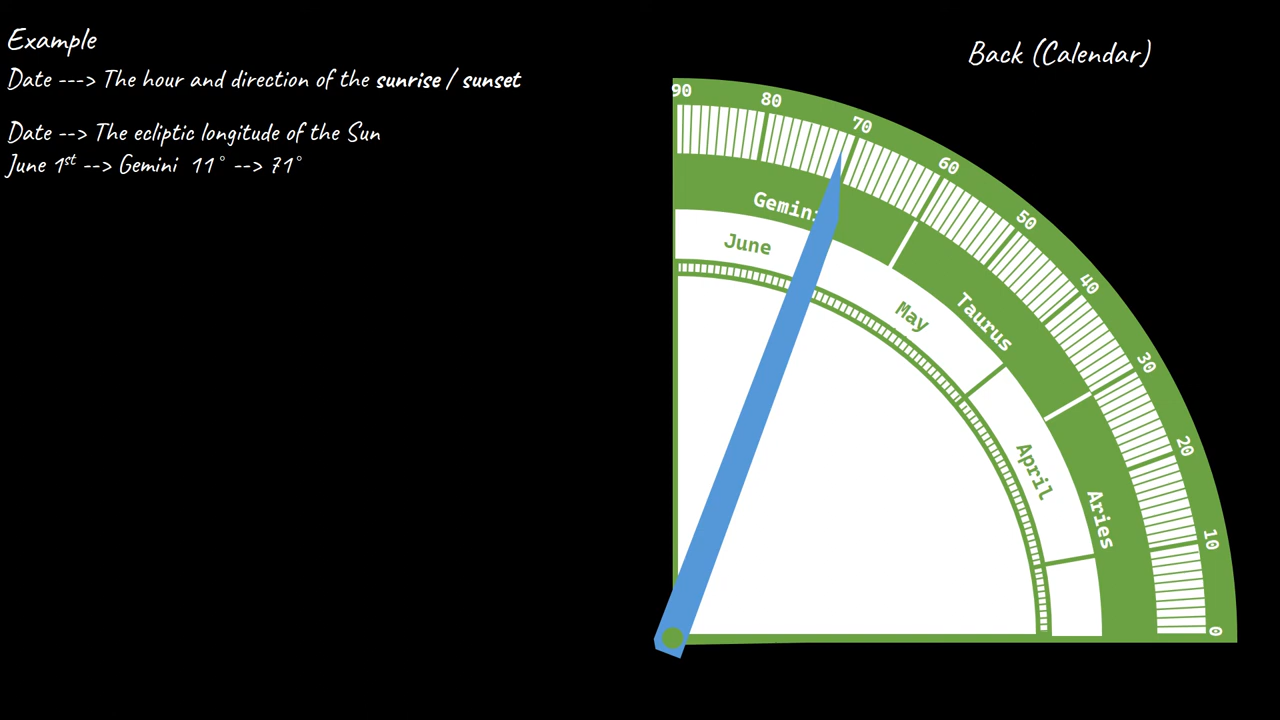 Example
Date ---> The hour and direction of the sunrise / sunset
Date --> The ecliptic longitude of the Sun
June 1st --> Gemini 11° --> 71°
Back (Calendar)
90
80
70
60
50
40
30
20
10
0
Gemini
Taurus
Aries
June
May
April